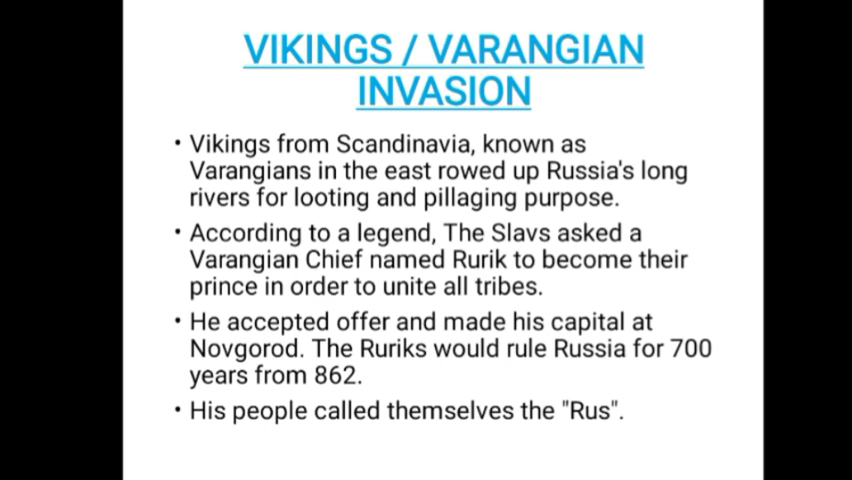 VIKINGS / VARANGIAN
INVASION
• Vikings from Scandinavia, known as
Varangians in the east rowed up Russia's long
rivers for looting and pillaging purpose.
• According to a legend, The Slavs asked a
Varangian Chief named Rurik to become their
prince in order to unite all tribes.
• He accepted offer and made his capital at
Novgorod. The Ruriks would rule Russia for 700
years from 862.
• His people called themselves the "Rus".